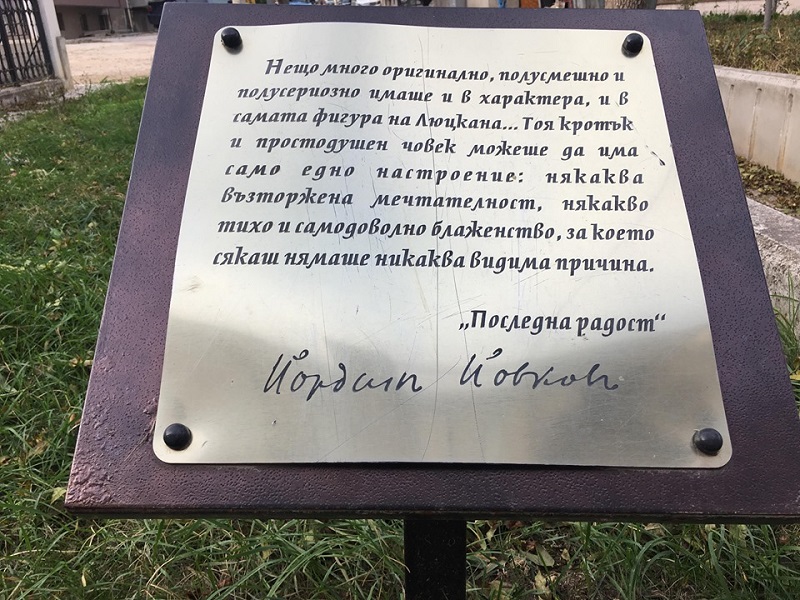 Нещо много оригинално, полусмешно и
полусериозно имаше и в характера, и в
самата фигура на Люцкана... Тоя кротък
и простодушен човек можеше да има
само едно настроение: някаква
възторжена мечтателност, някакво
тихо и самодоволно блаженство, за което
сякаш нямаше никаква видима причина.
„Последна радост“
Йордан Йовков